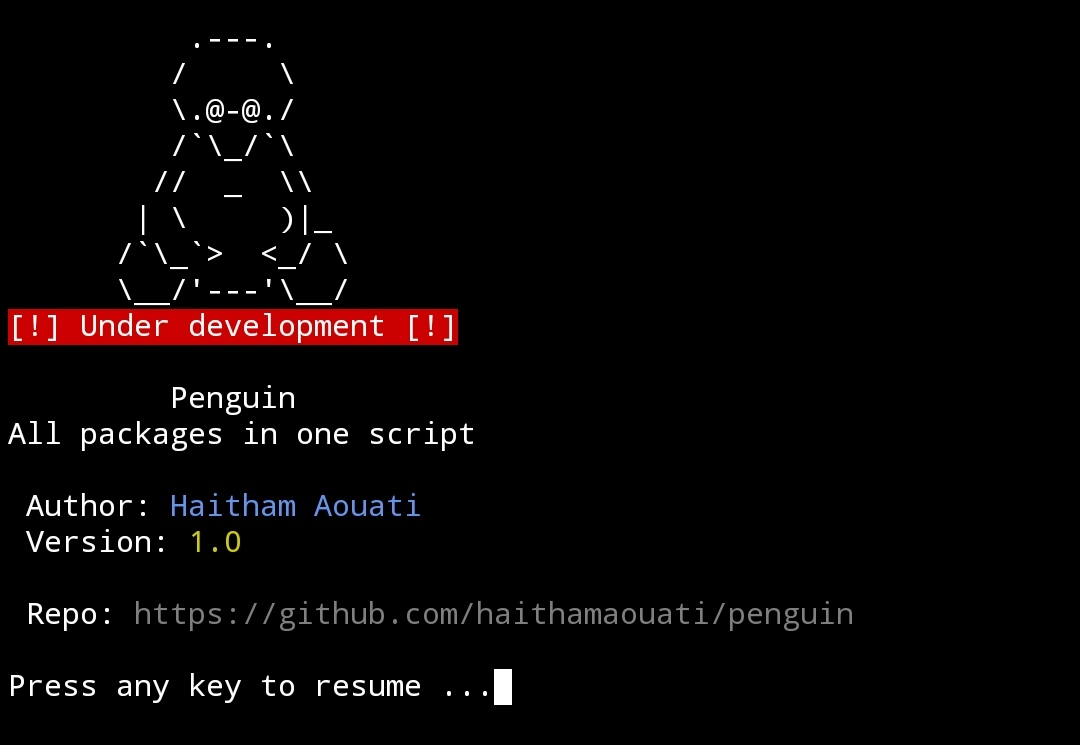 .---.
    /     \
    \.@-@./
    /`\_/`\
   //  _  \\
  | \     )|_
 /`\_`>  <_/ \
 \__/'---'\__/
[!] Under development [!]
Penguin
All packages in one script
Author: Haitham Aouati
Version: 1.0
Repo: https://github.com/haithamaouati/penguin
Press any key to resume ...